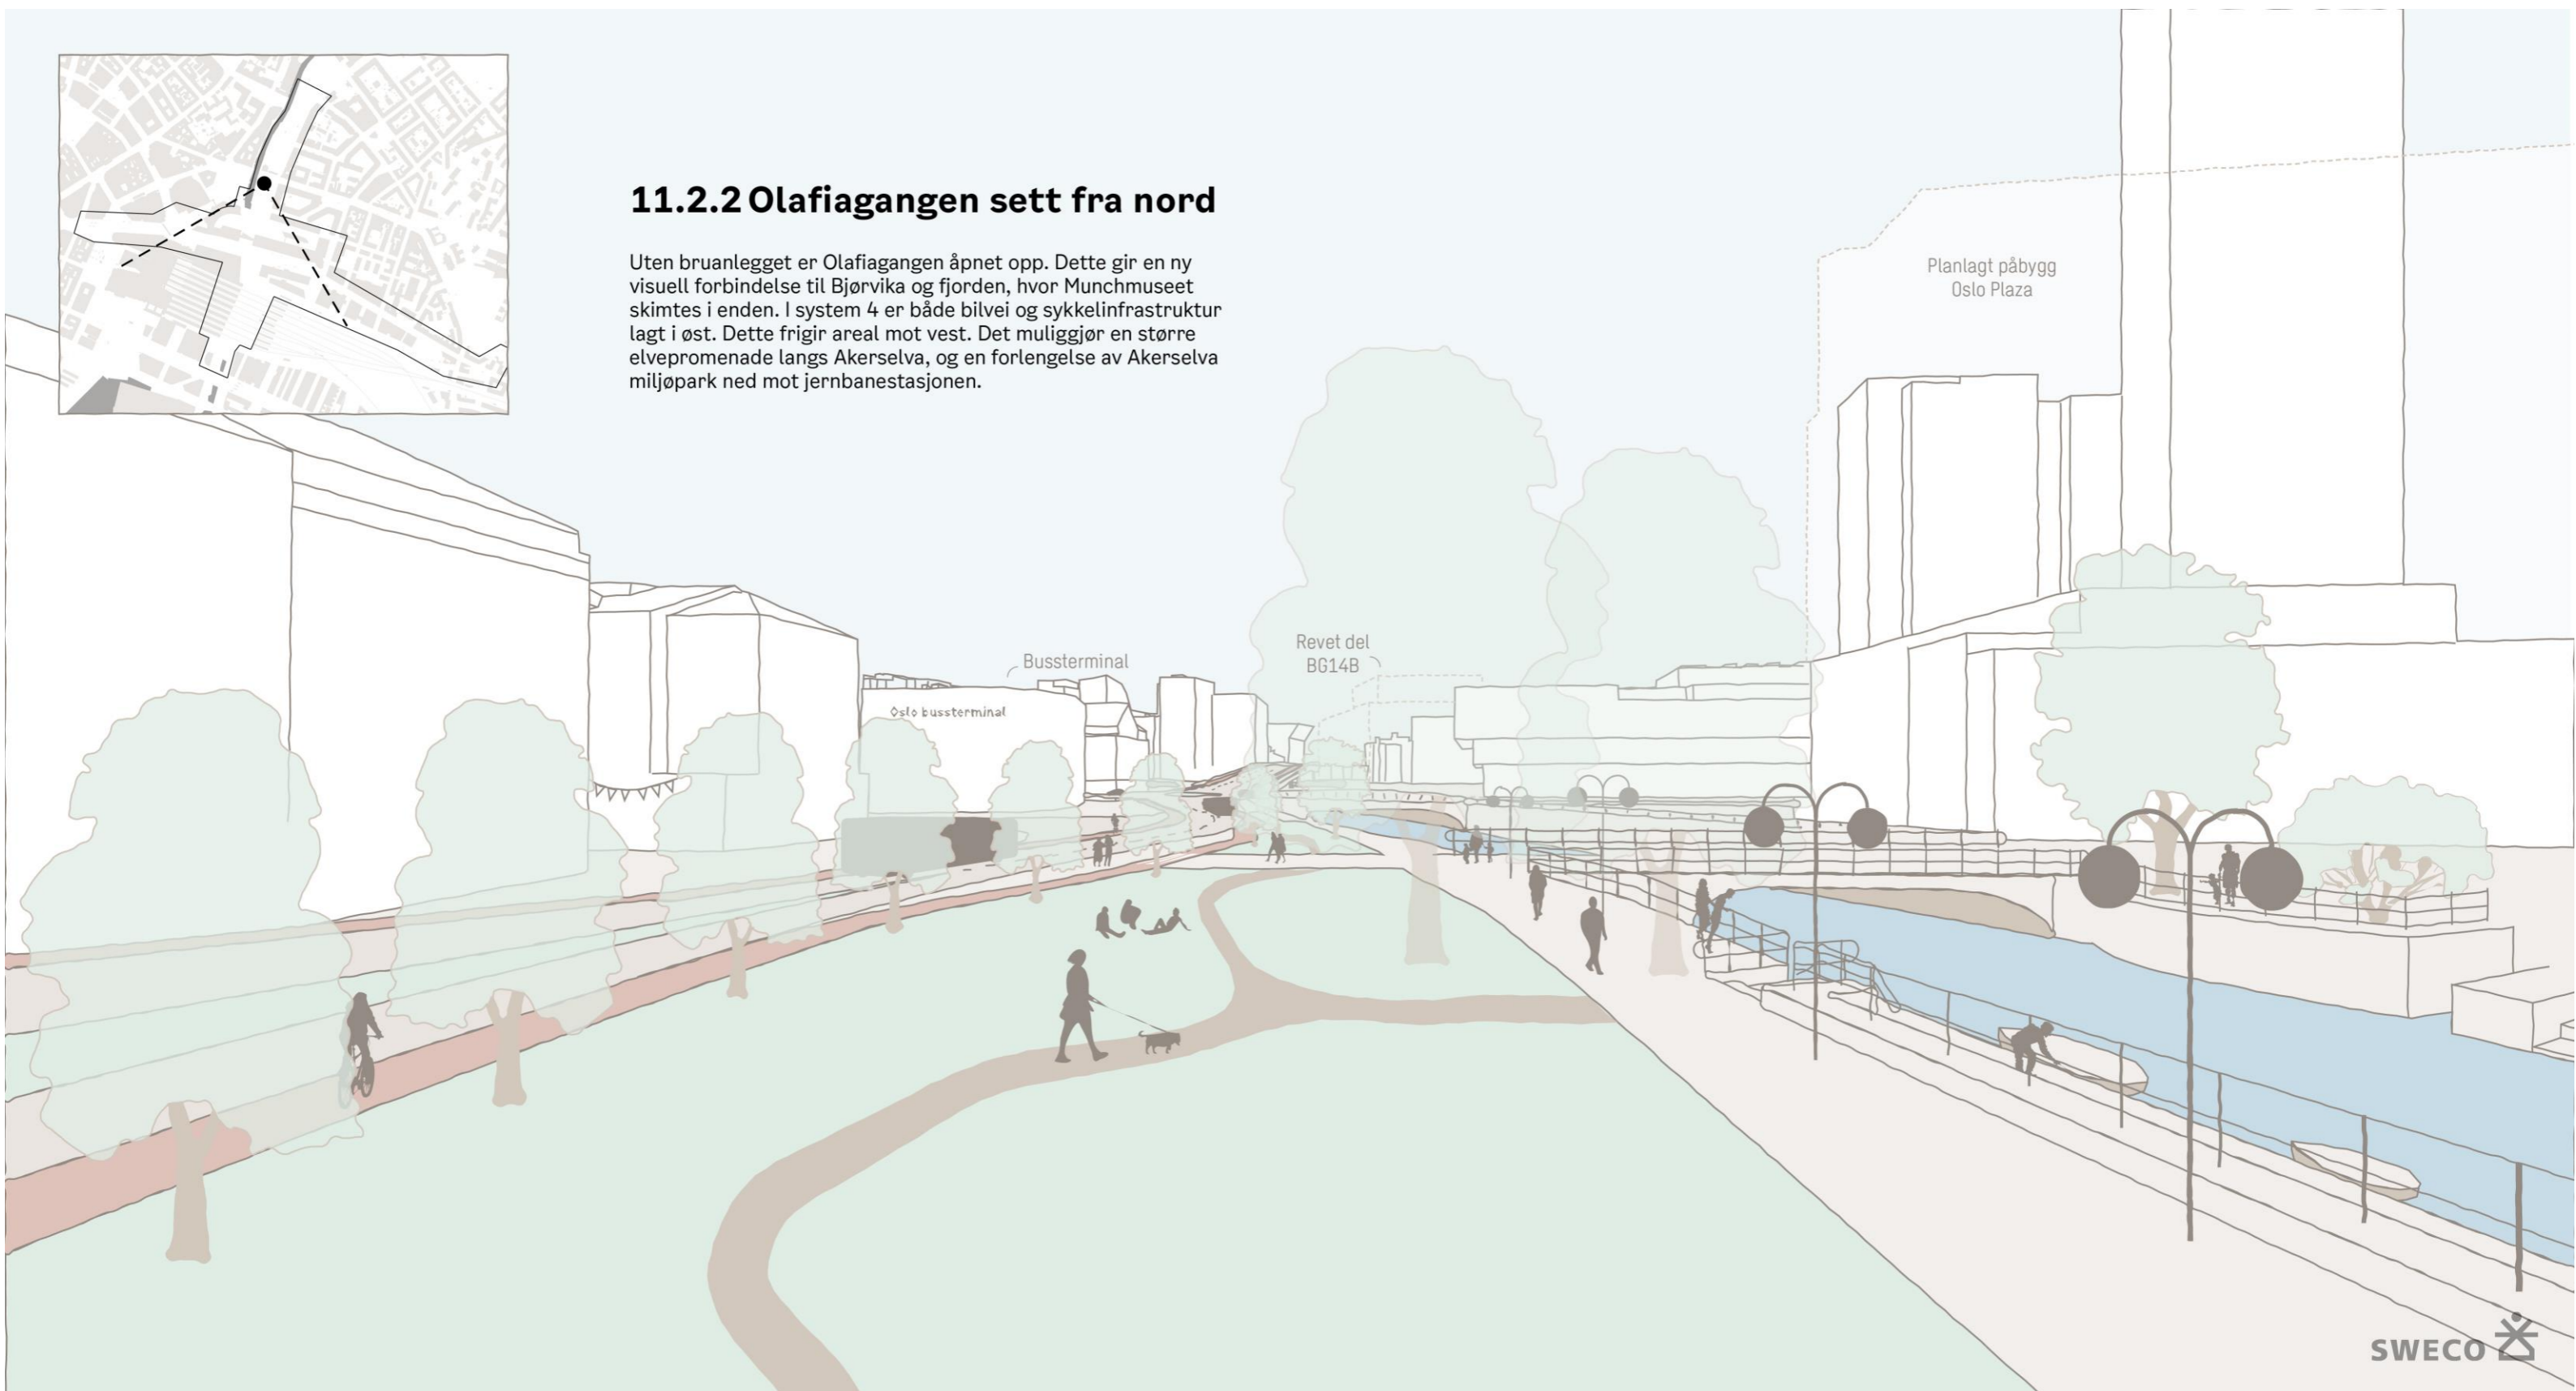 11.2.2 Olafiagangen sett fra nord
Uten bruanlegget er Olafiagangen åpnet opp. Dette gir en ny
visuell forbindelse til Bjørvika og fjorden, hvor Munchmuseet
skimtes i enden. I system 4 er både bilvei og sykkelinfrastruktur
lagt i øst. Dette frigir areal mot vest. Det muliggjør en større
elvepromenade langs Akerselva, og en forlengelse av Akerselva
miljøpark ned mot jernbanestasjonen.
Planlagt påbygg
Oslo Plaza
Revet del
BG14B
Bussterminal
Oslo bussterminal
SWECO